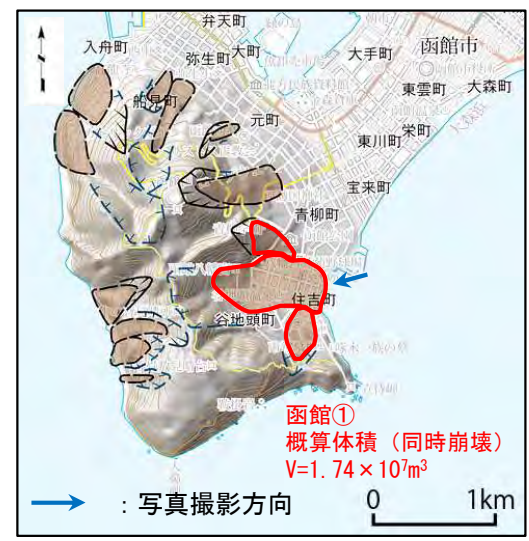 弁天町
入舟町
弥生町
大町
函館市
大手町
船見町
東雲町
大森町
元町
栄町
東川町
宝来町
青柳町
住吉町
谷地頭町
函館①
概算体積（同時崩壊）
V=1.74×10⁷m³
：写真撮影方向
0 1km